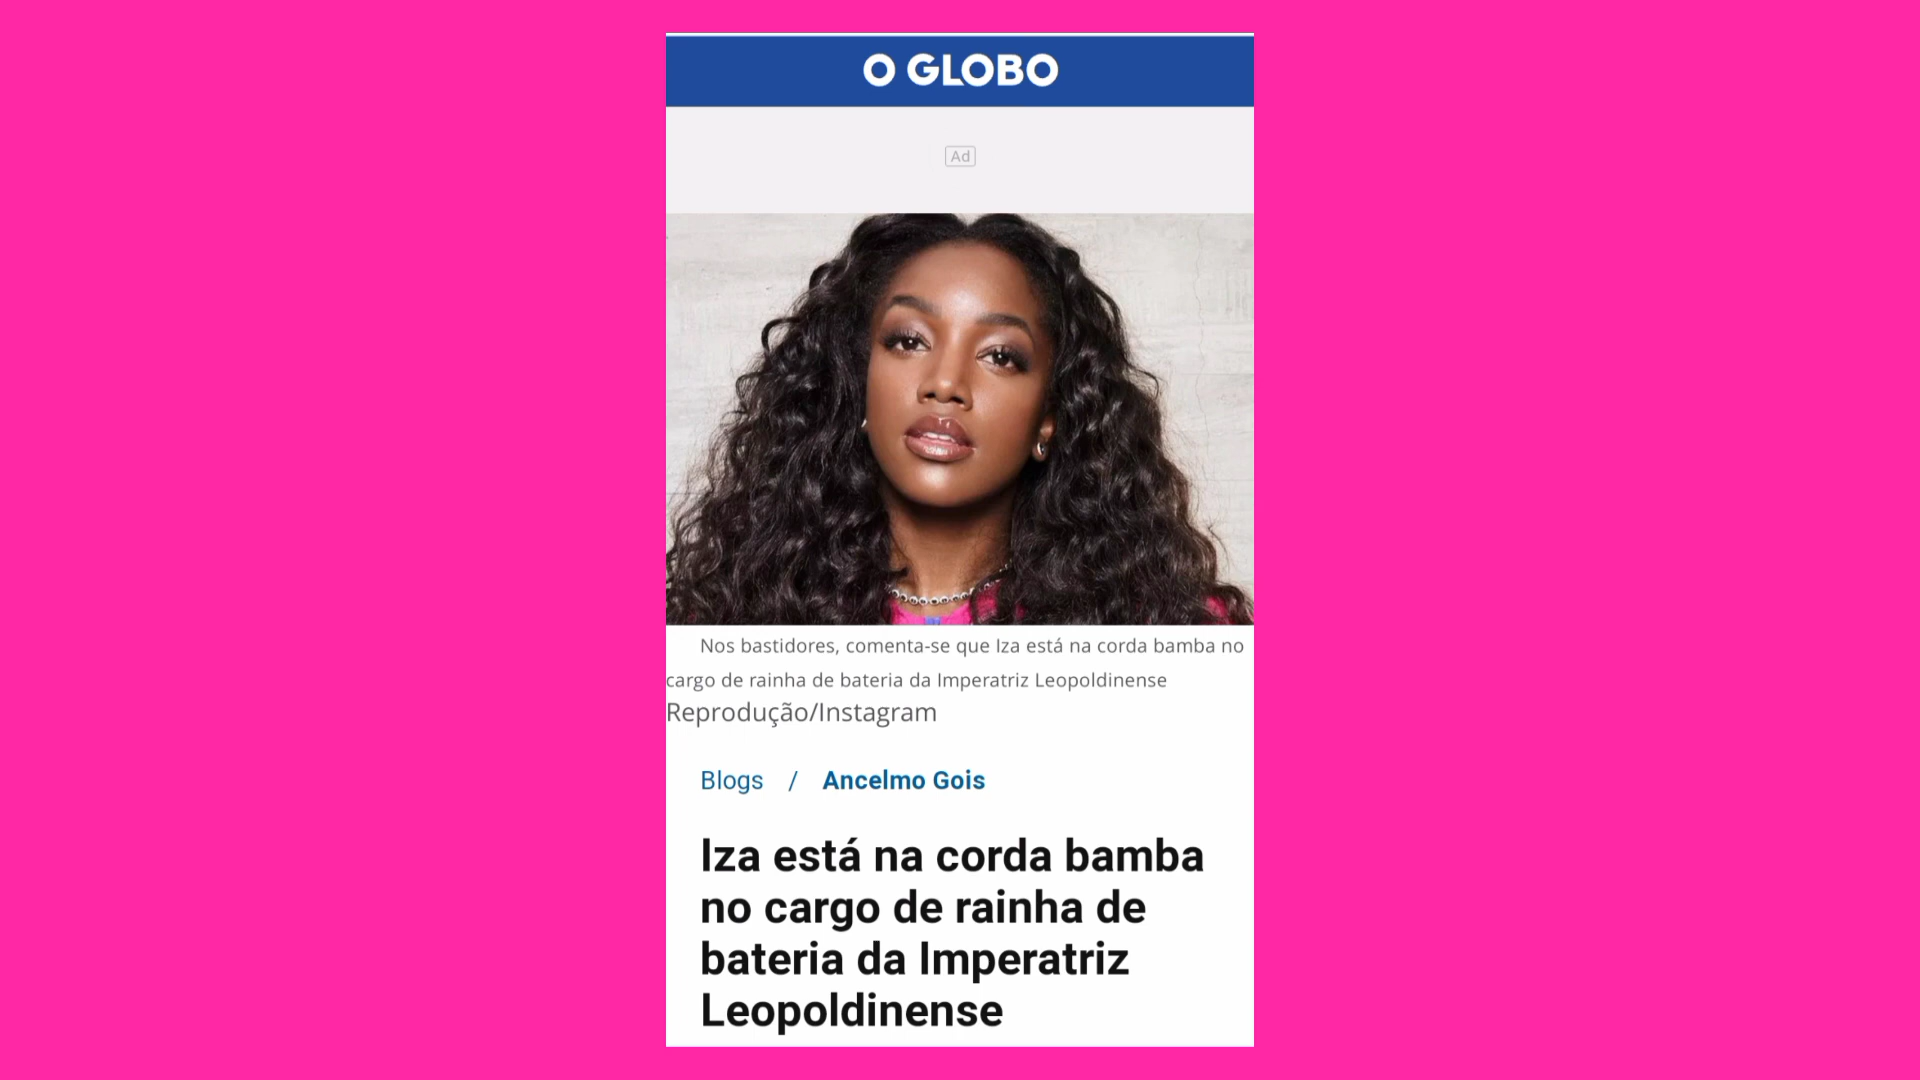 O GLOBO
Ad
Nos bastidores, comenta-se que Iza está na corda bamba no
cargo de rainha de bateria da Imperatriz Leopoldinense
Reprodução/Instagram
Blogs / Ancelmo Gois
Iza está na corda bamba
no cargo de rainha de
bateria da Imperatriz
Leopoldinense